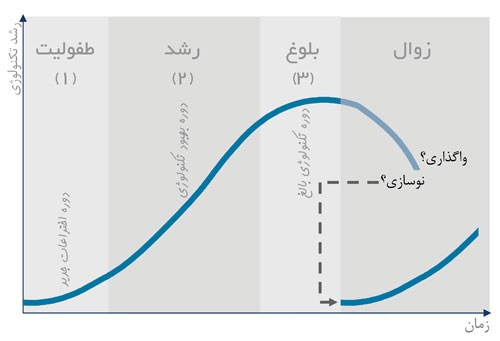 طفولیت
(۱)
رشد
(۲)
بلوغ
(۳)
زوال
رشد تکنولوژی
دوره اختراعات جدید
دوره بهبود تکنولوژی
دوره تکنولوژی بالغ
واگذاری؟
نوسازی؟
زمان